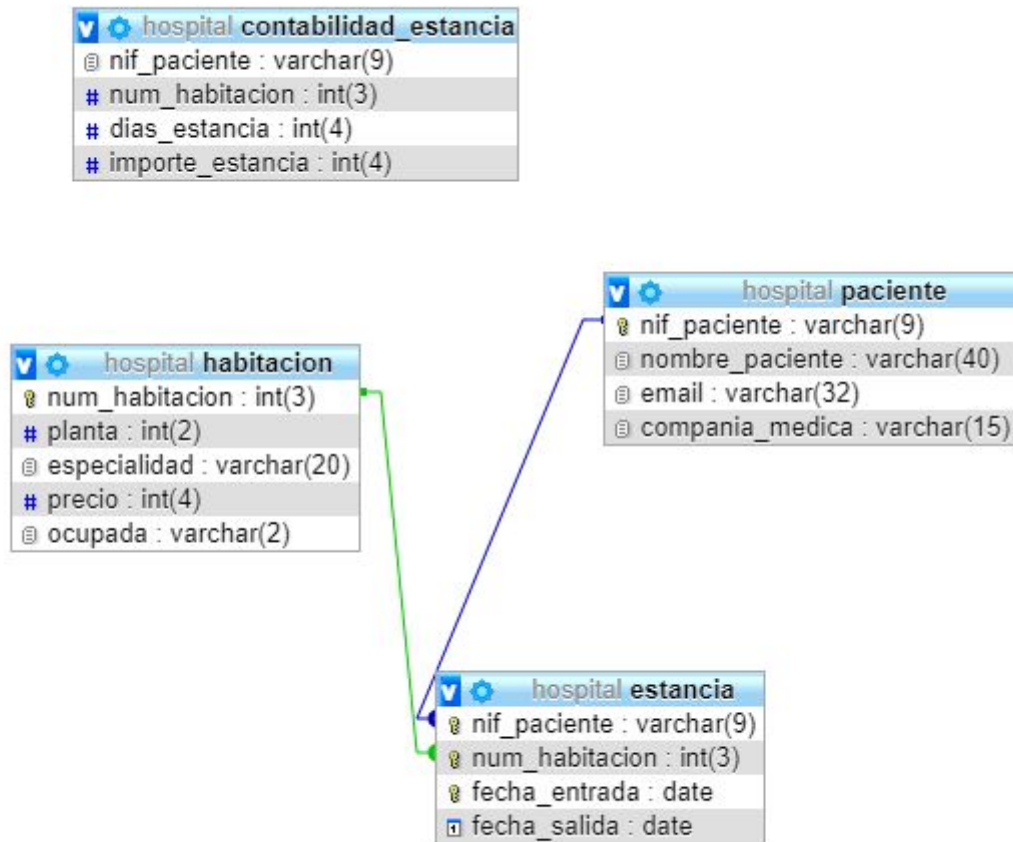 hospital contabilidad_estancia
nif_paciente : varchar(9)
# num_habitacion : int(3)
# dias_estancia : int(4)
# importe_estancia : int(4)
hospital paciente
nif_paciente : varchar(9)
nombre_paciente : varchar(40)
email : varchar(32)
compania_medica : varchar(15)
hospital habitacion
num_habitacion : int(3)
# planta : int(2)
especialidad : varchar(20)
# precio : int(4)
ocupada : varchar(2)
hospital estancia
nif_paciente : varchar(9)
num_habitacion : int(3)
fecha_entrada : date
fecha_salida : date